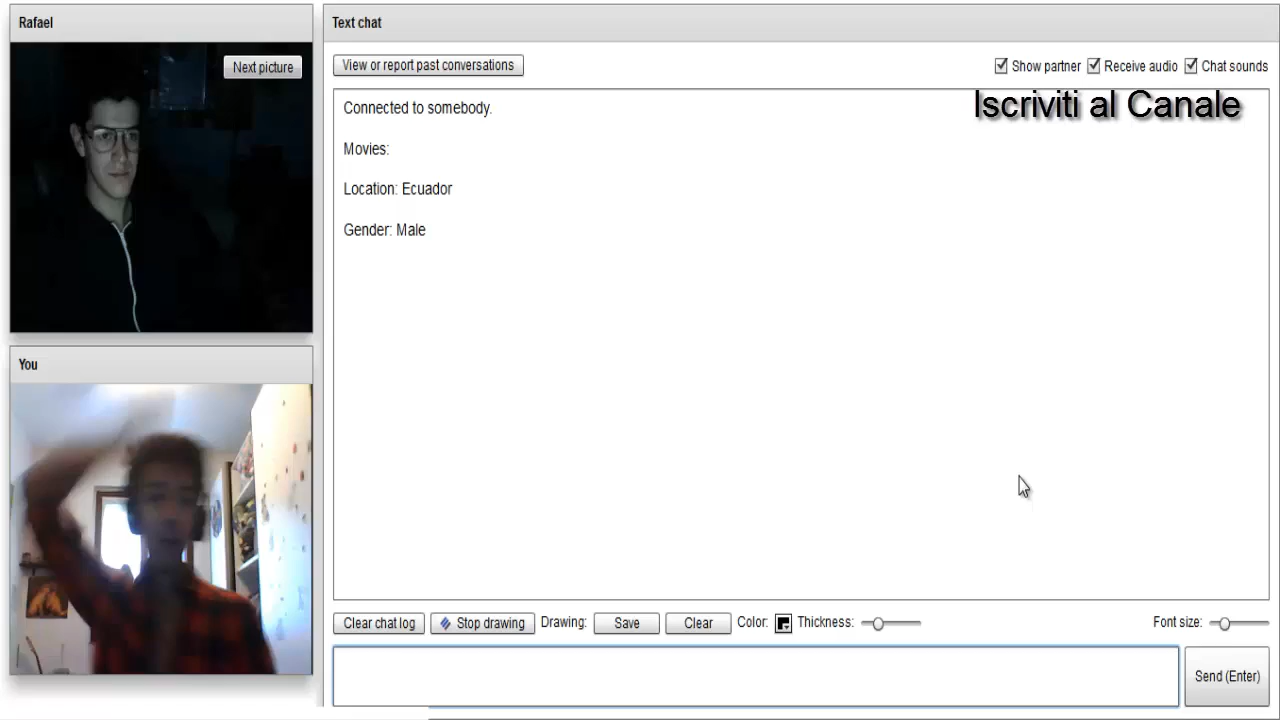 Rafael
Next picture
You
Text chat
View or report past conversations
Show partner
Receive audio
Chat sounds
Iscriviti al Canale
Connected to somebody.
Movies:
Location: Ecuador
Gender: Male
Clear chat log
Stop drawing
Drawing:
Save
Clear
Color:
Thickness:
Font size:
Send (Enter)